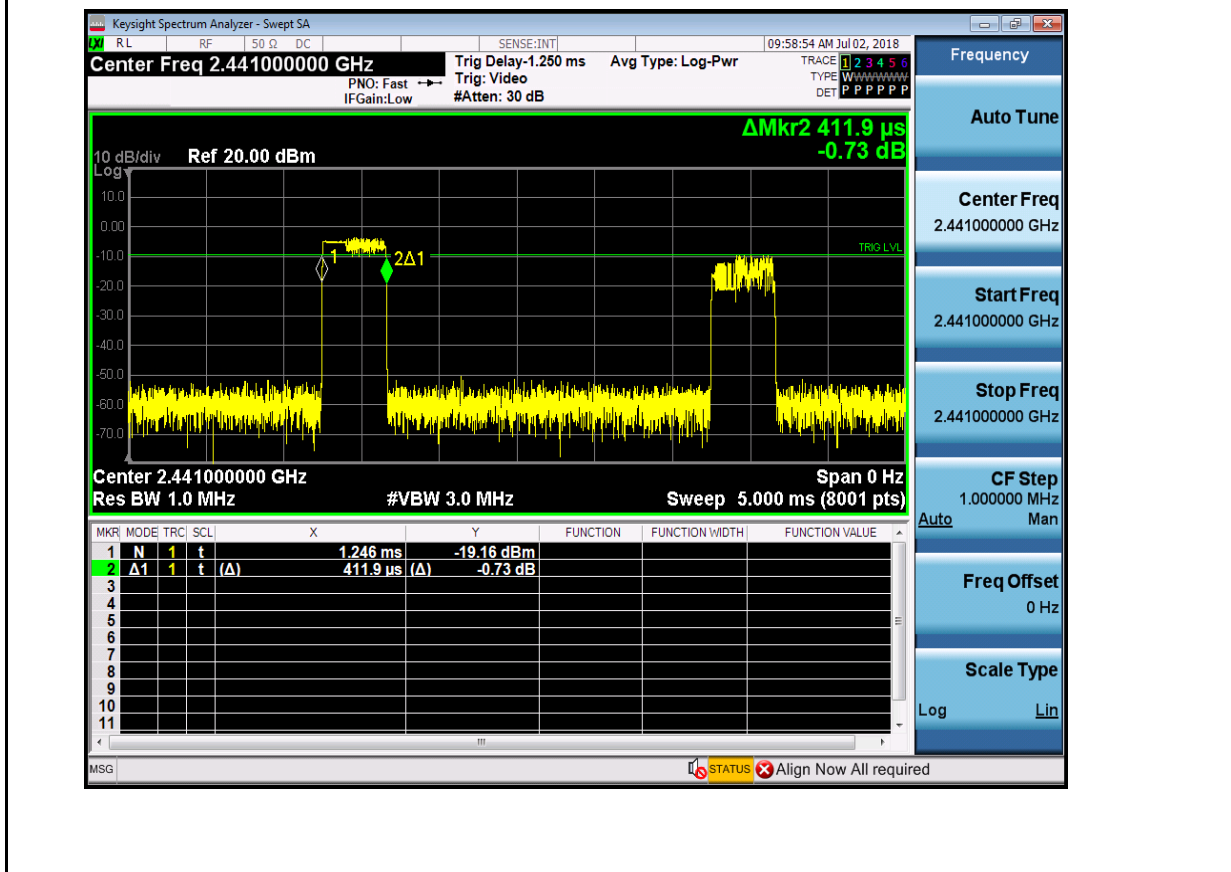 Keysight Spectrum Analyzer - Swept SA
LXI RL RF 50 Ω DC SENSE:INT 09:58:54 AM Jul 02, 2018
Center Freq 2.441000000 GHz
PNO: Fast
IFGain:Low
Trig Delay-1.250 ms
Trig: Video
#Atten: 30 dB
Avg Type: Log-Pwr
TRACE 1 2 3 4 5 6
TYPE WWWWWW
DET P P P P P P
ΔMkr2 411.9 µs
-0.73 dB
10 dB/div Ref 20.00 dBm
Log
10.0
0.00
-10.0
-20.0
-30.0
-40.0
-50.0
-60.0
-70.0
1
2Δ1
TRIG LVL
Center 2.441000000 GHz Span 0 Hz
Res BW 1.0 MHz #VBW 3.0 MHz Sweep 5.000 ms (8001 pts)
MKR MODE TRC SCL X Y FUNCTION FUNCTION WIDTH FUNCTION VALUE
1 N 1 t 1.246 ms -19.16 dBm
2 Δ1 1 t (Δ) 411.9 µs (Δ) -0.73 dB
3
4
5
6
7
8
9
10
11
MSG STATUS Align Now All required
Frequency
Auto Tune
Center Freq
2.441000000 GHz
Start Freq
2.441000000 GHz
Stop Freq
2.441000000 GHz
CF Step
1.000000 MHz
Auto Man
Freq Offset
0 Hz
Scale Type
Log Lin